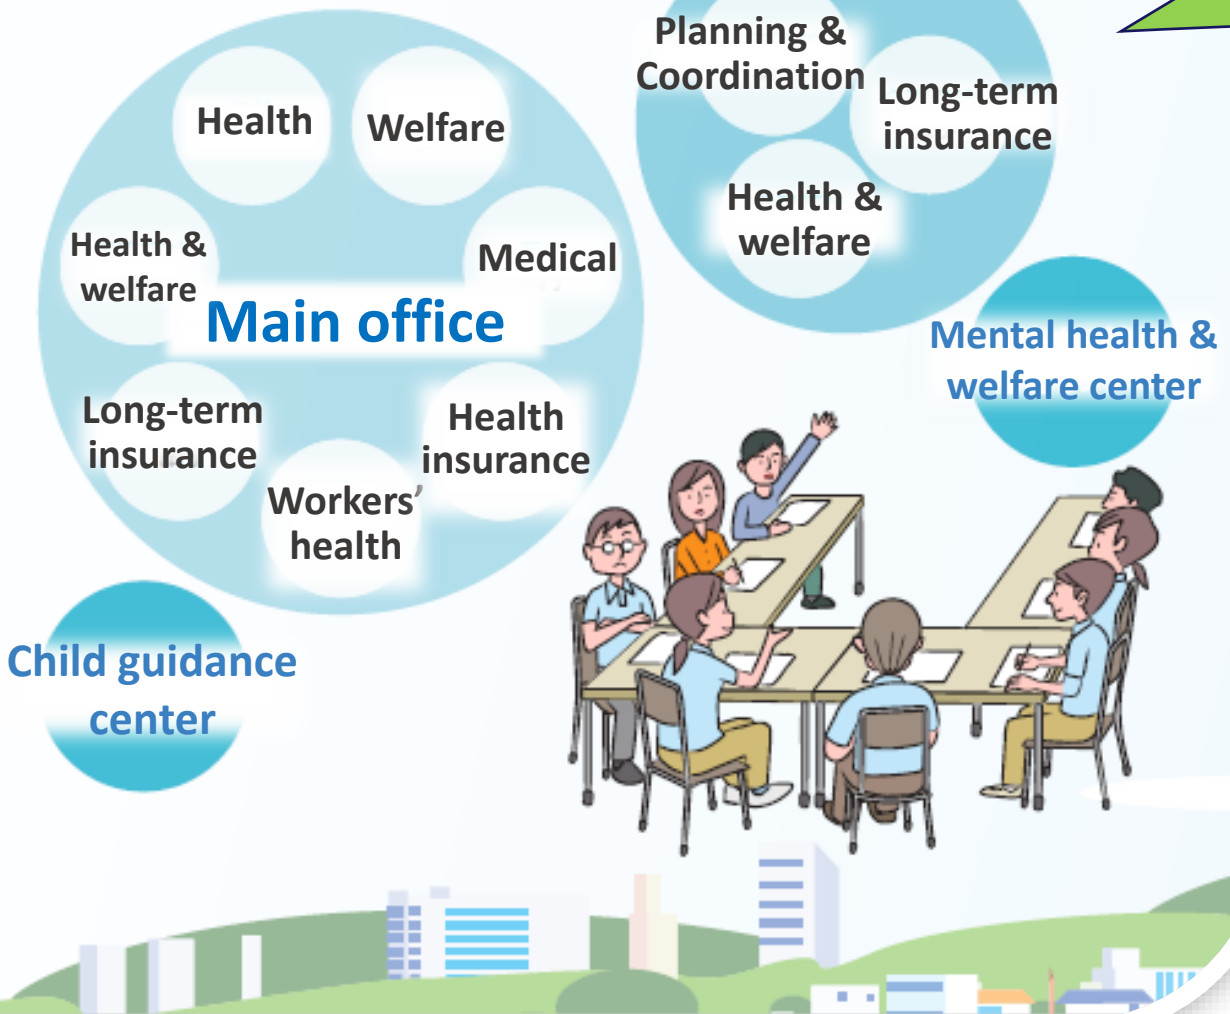 Planning &
Coordination
Long-term
insurance
Health &
welfare
Health
Welfare
Health &
welfare
Medical
Main office
Long-term
insurance
Health
insurance
Workers'
health
Mental health &
welfare center
Child guidance
center